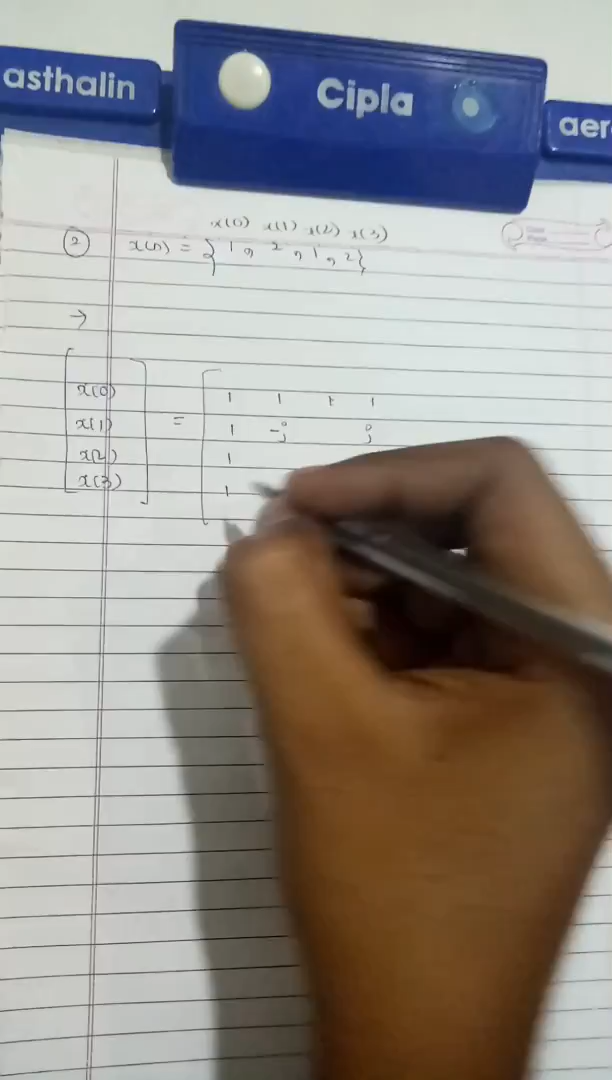 asthalin Cipla aer
x(0) x(1) x(2) x(3)
2 x(n) = { 1, 2, 1, 2 }
→
x(0) = 1 1 1 1
x(1) 1 -j j
x(2) 1
x(3) 1